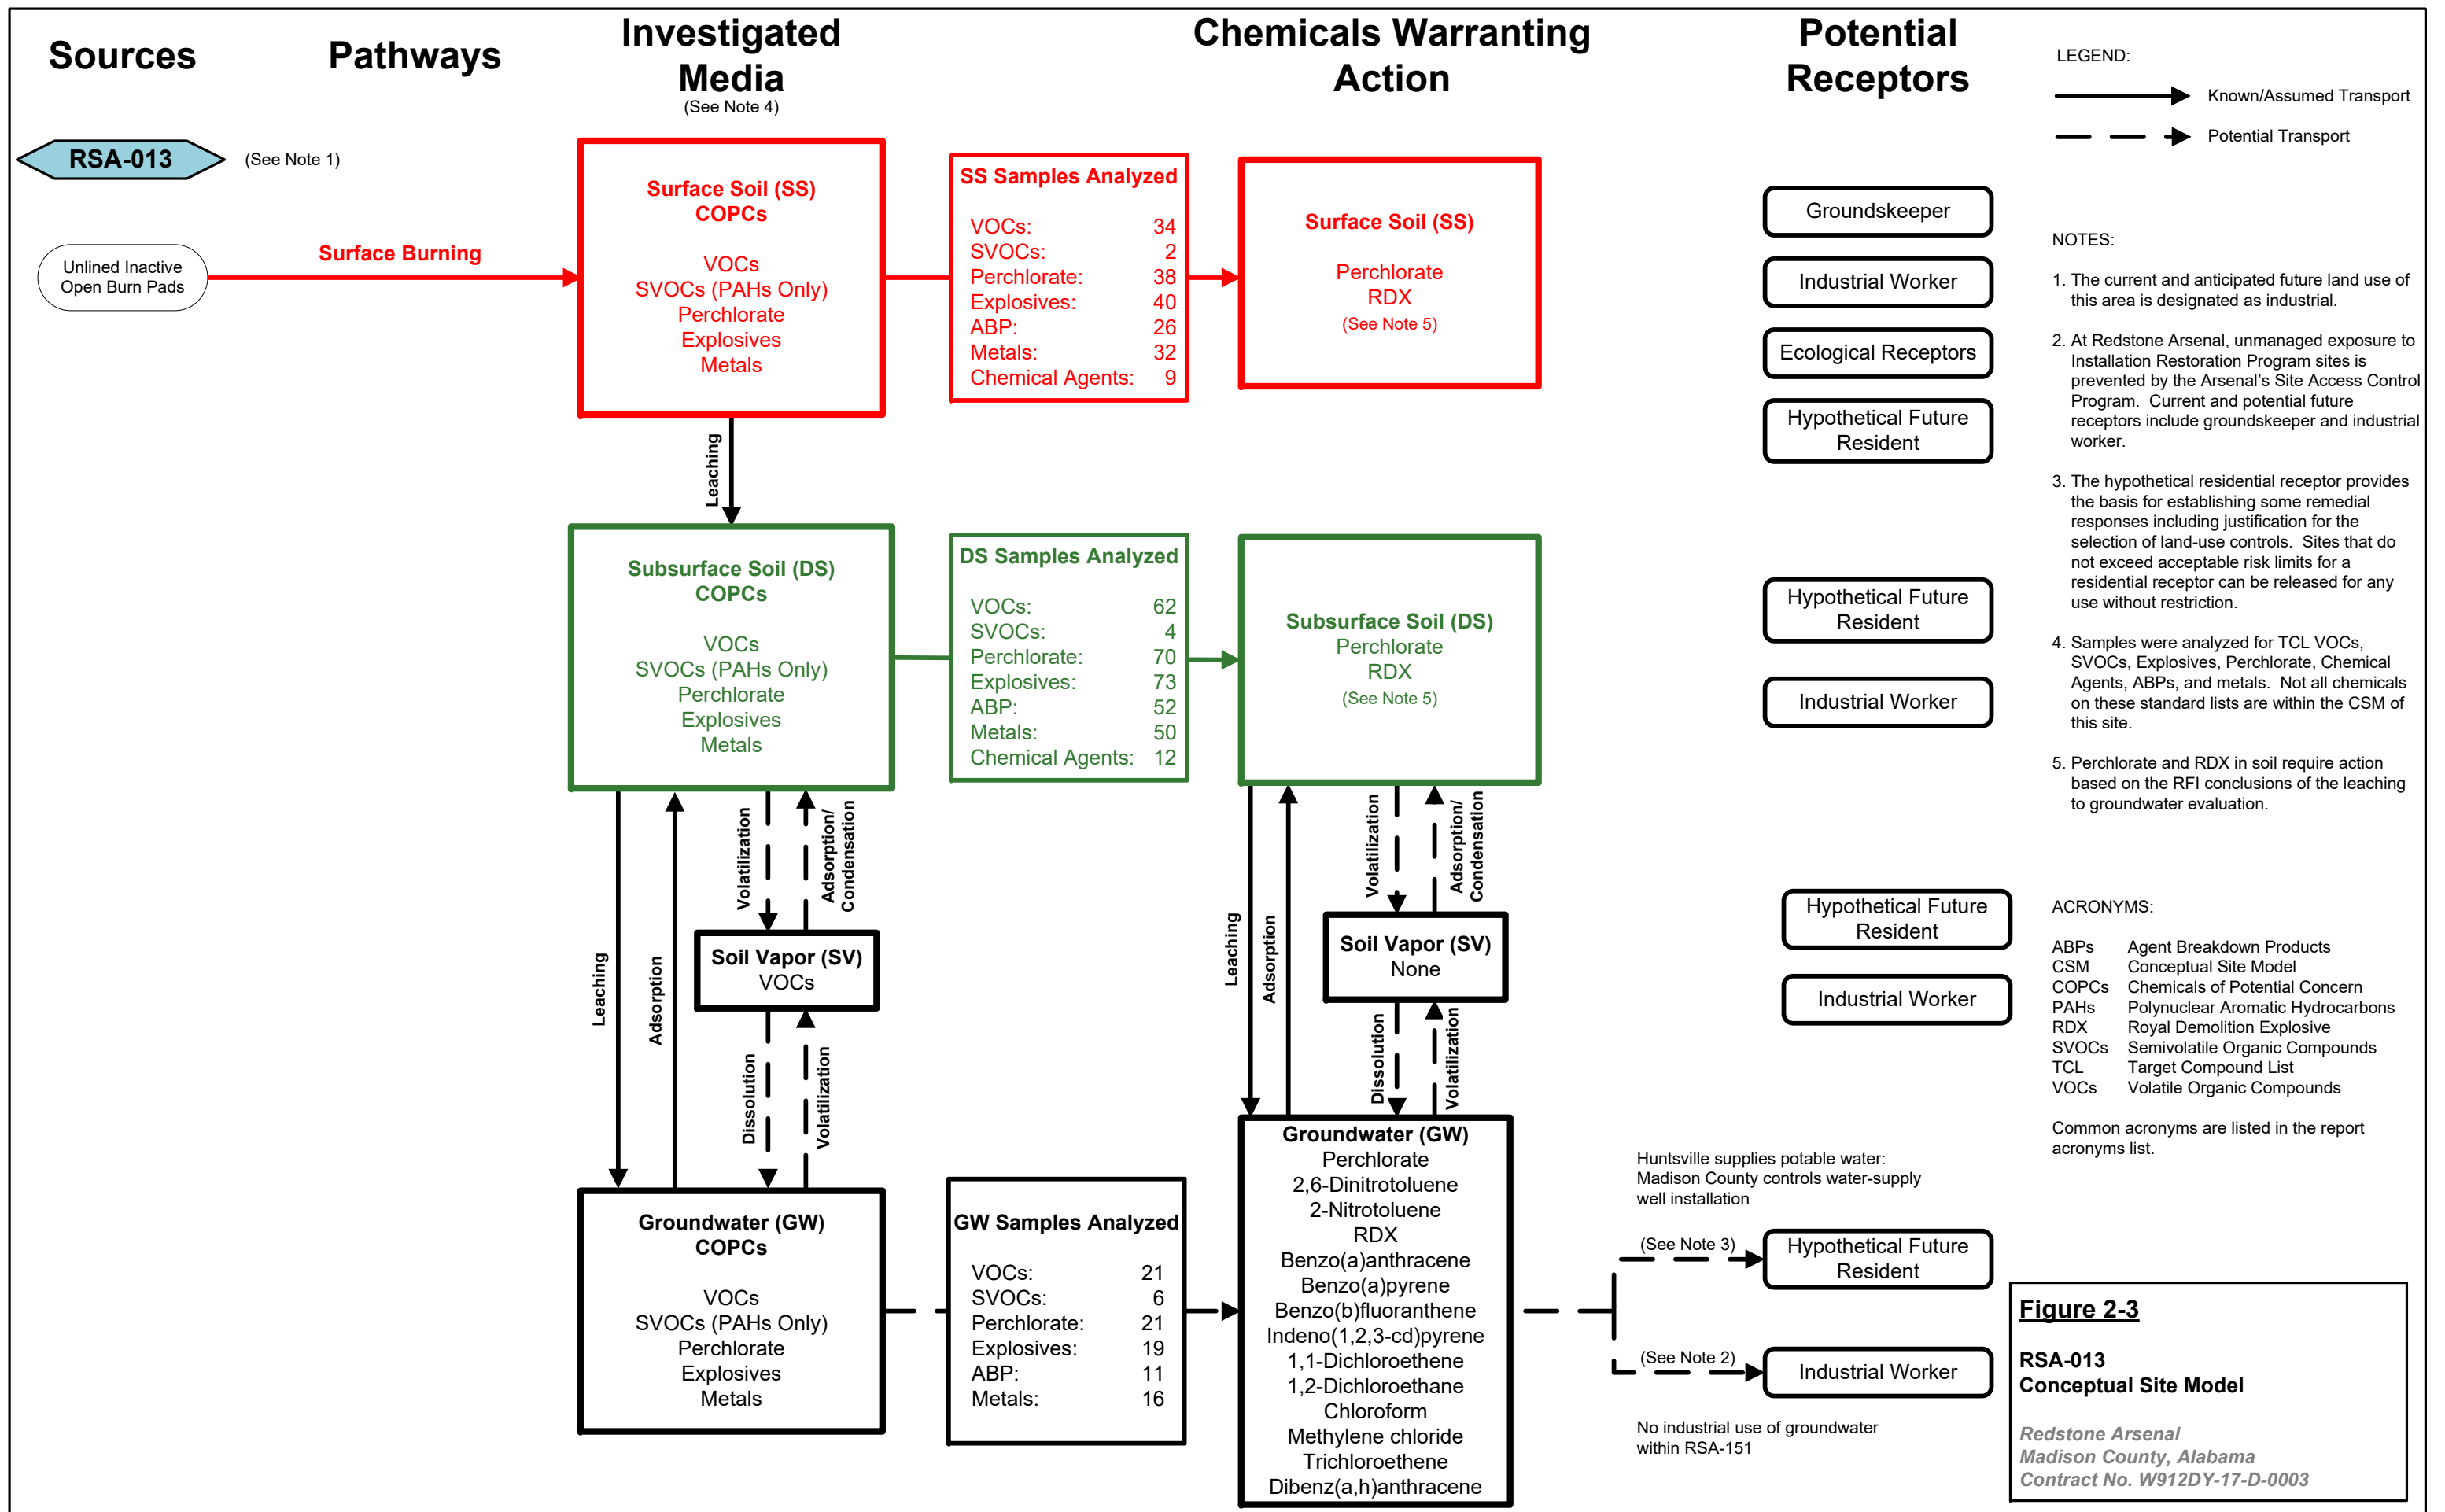 Sources
Pathways
Investigated
Media
(See Note 4)
Chemicals Warranting
Action
Potential
Receptors
LEGEND:
Known/Assumed Transport
Potential Transport
RSA-013
(See Note 1)
Unlined Inactive
Open Burn Pads
Surface Burning
Surface Soil (SS)
COPCs
VOCs
SVOCs (PAHs Only)
Perchlorate
Explosives
Metals
SS Samples Analyzed
VOCs: 34
SVOCs: 2
Perchlorate: 38
Explosives: 40
ABP: 26
Metals: 32
Chemical Agents: 9
Surface Soil (SS)
Perchlorate
RDX
(See Note 5)
Groundskeeper
Industrial Worker
Ecological Receptors
Hypothetical Future
Resident
NOTES:
1. The current and anticipated future land use of
this area is designated as industrial.
2. At Redstone Arsenal, unmanaged exposure to
Installation Restoration Program sites is
prevented by the Arsenal's Site Access Control
Program. Current and potential future
receptors include groundskeeper and industrial
worker.
3. The hypothetical residential receptor provides
the basis for establishing some remedial
responses including justification for the
selection of land-use controls. Sites that do
not exceed acceptable risk limits for a
residential receptor can be released for any
use without restriction.
4. Samples were analyzed for TCL VOCs,
SVOCs, Explosives, Perchlorate, Chemical
Agents, ABPs, and metals. Not all chemicals
on these standard lists are within the CSM of
this site.
5. Perchlorate and RDX in soil require action
based on the RFI conclusions of the leaching
to groundwater evaluation.
Leaching
Subsurface Soil (DS)
COPCs
VOCs
SVOCs (PAHs Only)
Perchlorate
Explosives
Metals
DS Samples Analyzed
VOCs: 62
SVOCs: 4
Perchlorate: 70
Explosives: 73
ABP: 52
Metals: 50
Chemical Agents: 12
Subsurface Soil (DS)
Perchlorate
RDX
(See Note 5)
Hypothetical Future
Resident
Industrial Worker
Leaching
Adsorption
Volatilization
Adsorption/
Condensation
Soil Vapor (SV)
VOCs
Dissolution
Volatilization
Leaching
Adsorption
Volatilization
Adsorption/
Condensation
Soil Vapor (SV)
None
Dissolution
Volatilization
Hypothetical Future
Resident
Industrial Worker
ACRONYMS:
ABPs Agent Breakdown Products
CSM Conceptual Site Model
COPCs Chemicals of Potential Concern
PAHs Polynuclear Aromatic Hydrocarbons
RDX Royal Demolition Explosive
SVOCs Semivolatile Organic Compounds
TCL Target Compound List
VOCs Volatile Organic Compounds
Common acronyms are listed in the report
acronyms list.
Groundwater (GW)
COPCs
VOCs
SVOCs (PAHs Only)
Perchlorate
Explosives
Metals
GW Samples Analyzed
VOCs: 21
SVOCs: 6
Perchlorate: 21
Explosives: 19
ABP: 11
Metals: 16
Groundwater (GW)
Perchlorate
2,6-Dinitrotoluene
2-Nitrotoluene
RDX
Benzo(a)anthracene
Benzo(a)pyrene
Benzo(b)fluoranthene
Indeno(1,2,3-cd)pyrene
1,1-Dichloroethene
1,2-Dichloroethane
Chloroform
Methylene chloride
Trichloroethene
Dibenz(a,h)anthracene
Huntsville supplies potable water:
Madison County controls water-supply
well installation
(See Note 3)
Hypothetical Future
Resident
(See Note 2)
Industrial Worker
No industrial use of groundwater
within RSA-151
Figure 2-3
RSA-013
Conceptual Site Model
Redstone Arsenal
Madison County, Alabama
Contract No. W912DY-17-D-0003